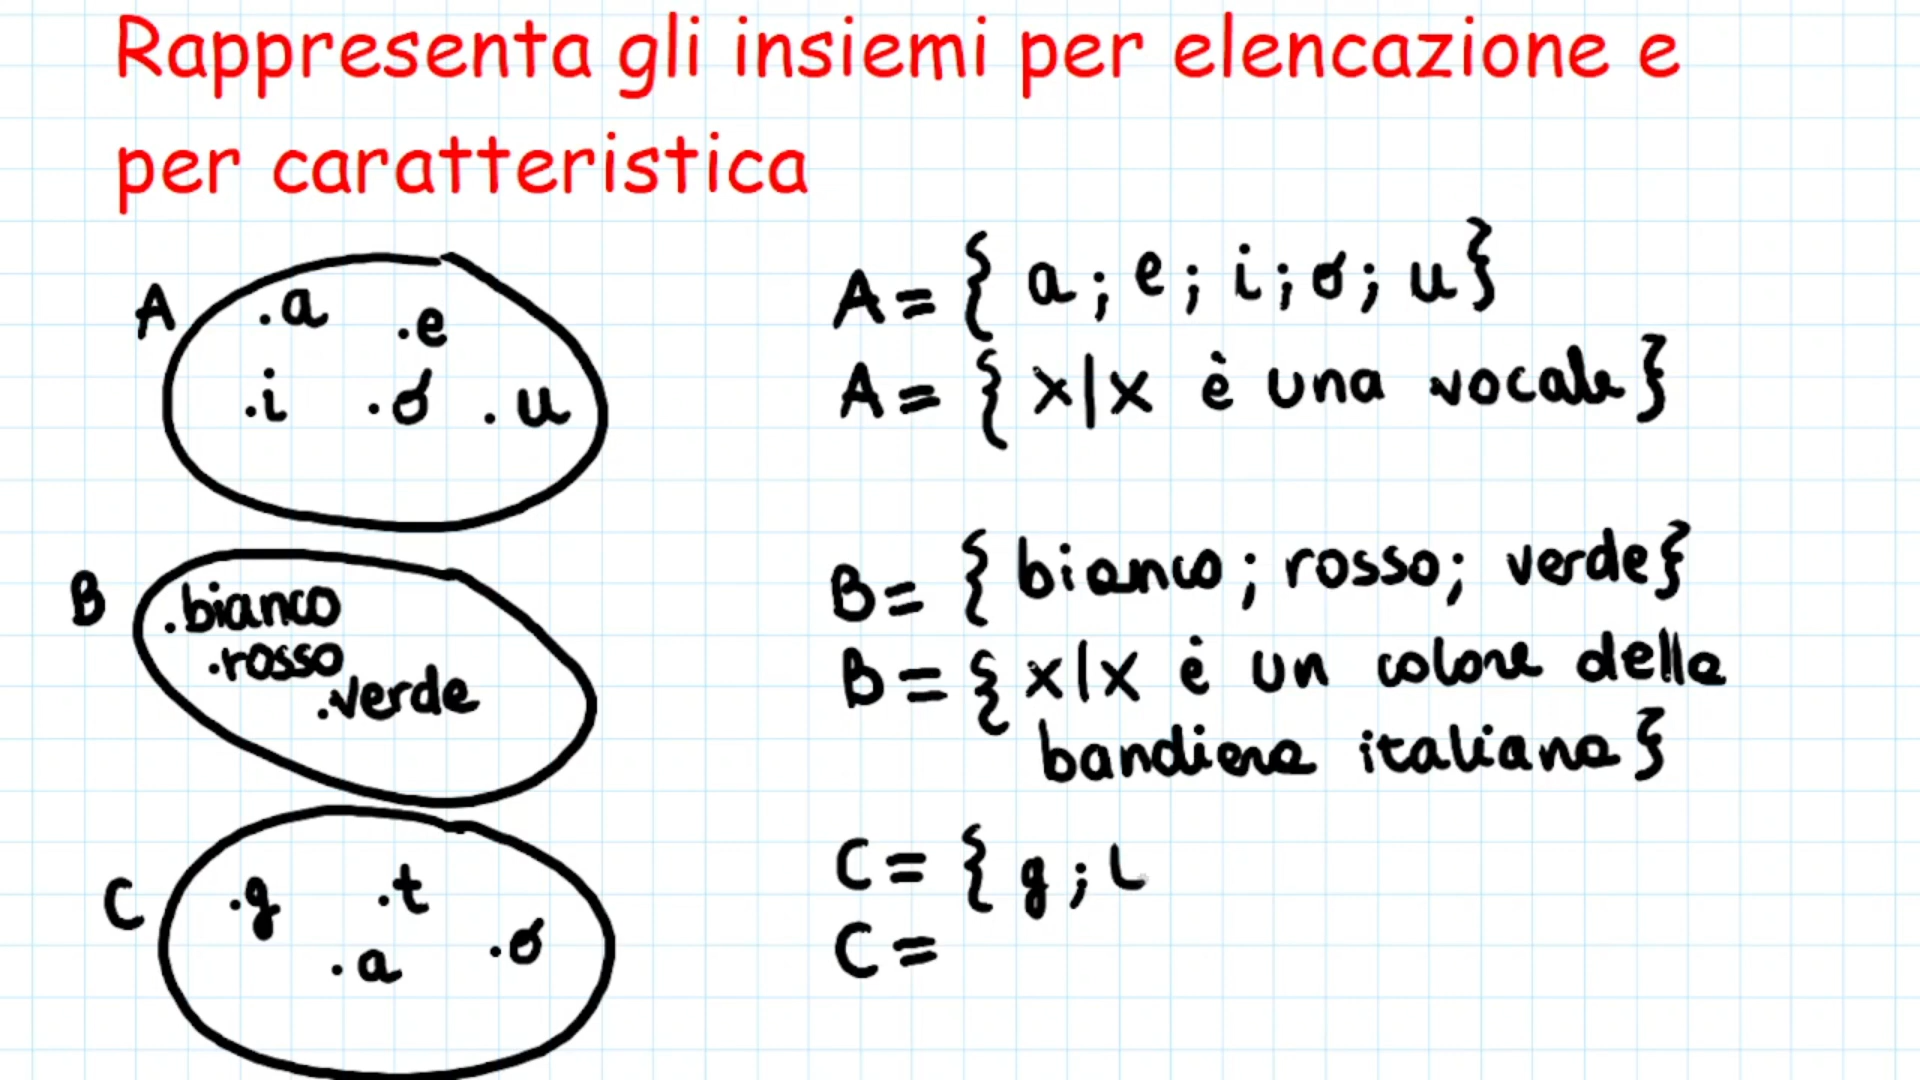 Rappresenta gli insiemi per elencazione e
per caratteristica
A
.a .e
.i .o .u
A = { a ; e ; i ; o ; u }
A = { x | x è una vocale }
B
.bianco
.rosso
.verde
B = { bianco ; rosso ; verde }
B = { x | x è un colore della
bandiera italiana }
C
.g .t
.a .o
C = { g ;
C =